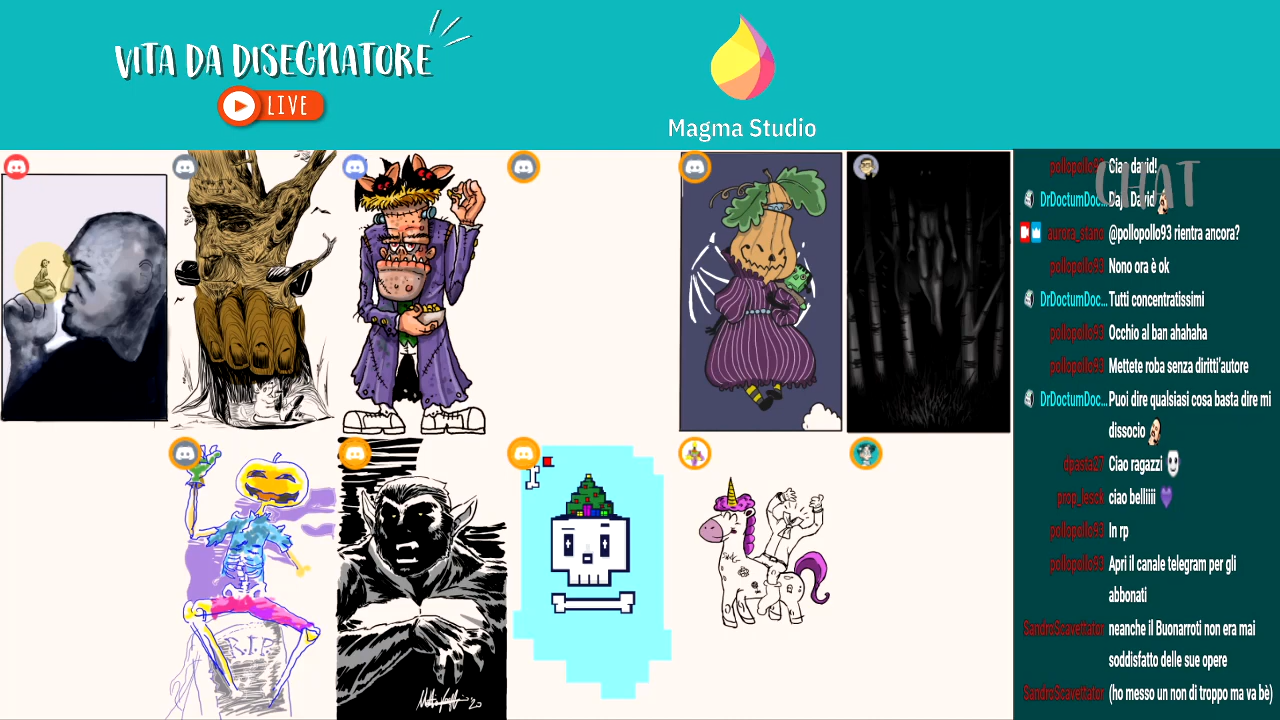 VITA DA DISEGNATORE
LIVE
Magma Studio
CHAT
pollopollo93 Ciao david!
DrDoctumDoc... Daje David
aurora_stano @pollopollo93 rientra ancora?
pollopollo93 Nono ora è ok
DrDoctumDoc... Tutti concentratissimi
pollopollo93 Occhio al ban ahahaha
pollopollo93 Mettete roba senza diritti'autore
DrDoctumDoc... Puoi dire qualsiasi cosa basta dire mi
dissocio
dpasta27 Ciao ragazzi
prop_lesck ciao belliiii
pollopollo93 In rp
pollopollo93 Apri il canale telegram per gli
abbonati
SandroScavettator neanche il Buonarroti non era mai
soddisfatto delle sue opere
SandroScavettator (ho messo un non di troppo ma va bè)
R.I.P